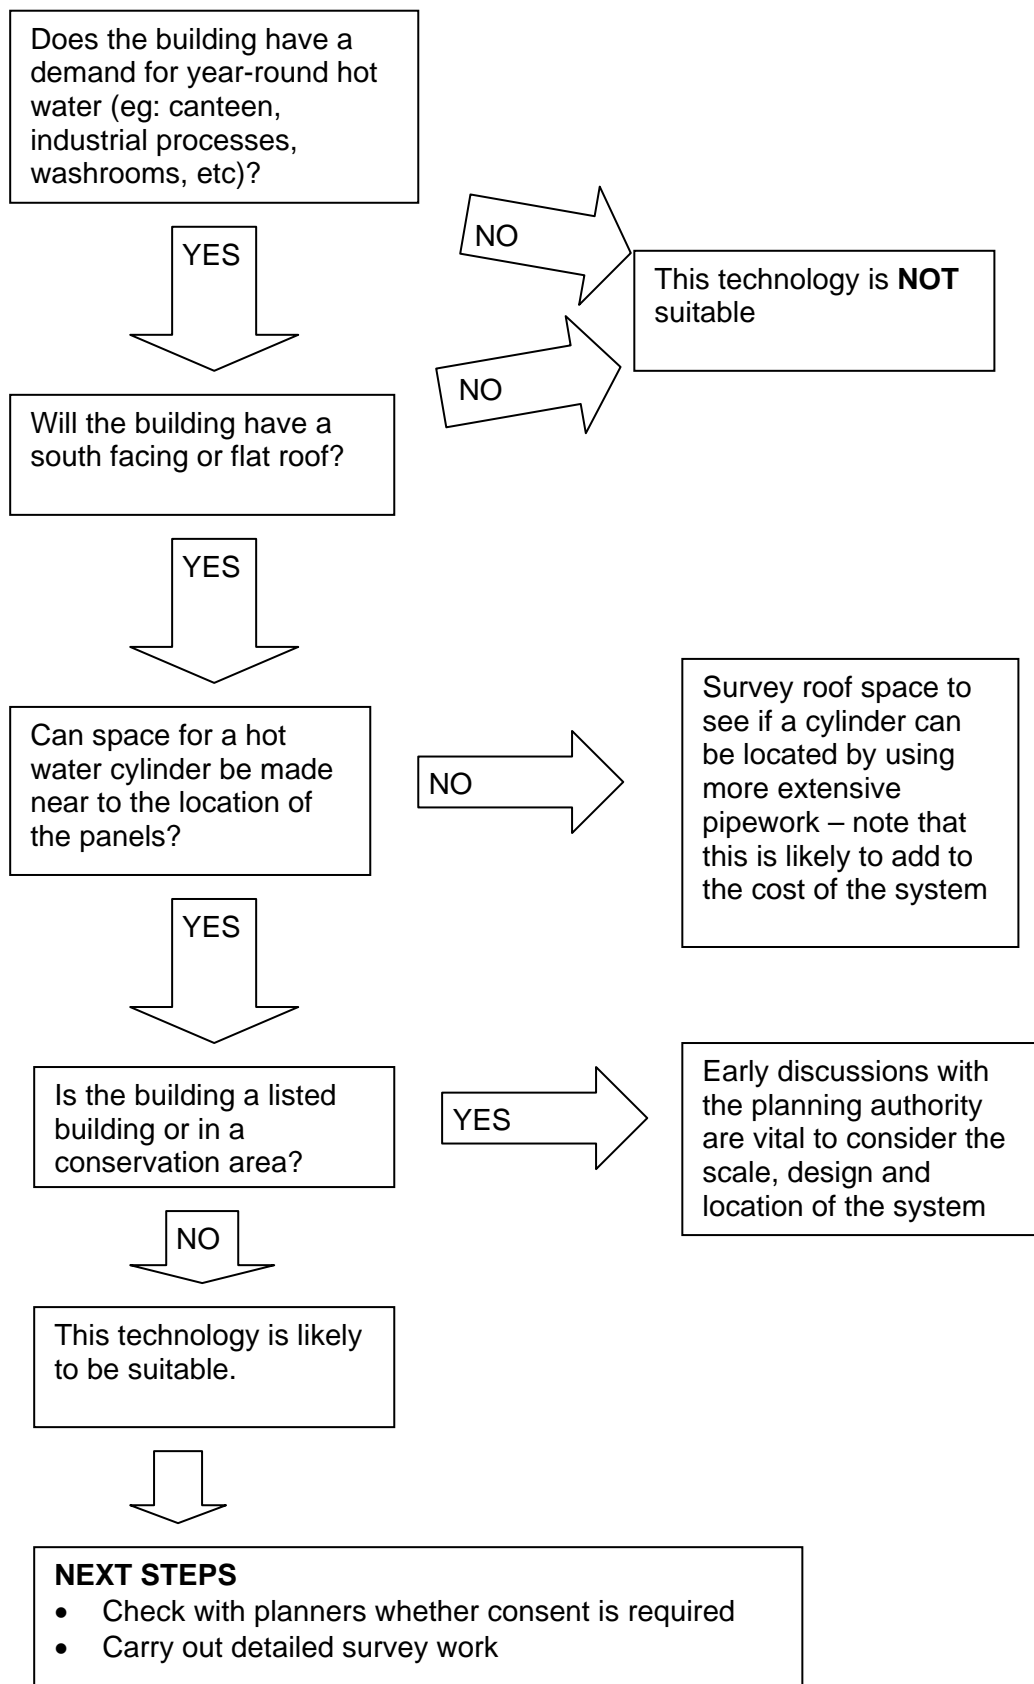 Does the building have a
demand for year-round hot
water (eg: canteen,
industrial processes,
washrooms, etc)?
YES
NO
This technology is NOT
suitable
NO
Will the building have a
south facing or flat roof?
YES
Can space for a hot
water cylinder be made
near to the location of
the panels?
NO
Survey roof space to
see if a cylinder can
be located by using
more extensive
pipework – note that
this is likely to add to
the cost of the system
YES
Is the building a listed
building or in a
conservation area?
YES
Early discussions with
the planning authority
are vital to consider the
scale, design and
location of the system
NO
This technology is likely
to be suitable.
NEXT STEPS
• Check with planners whether consent is required
• Carry out detailed survey work